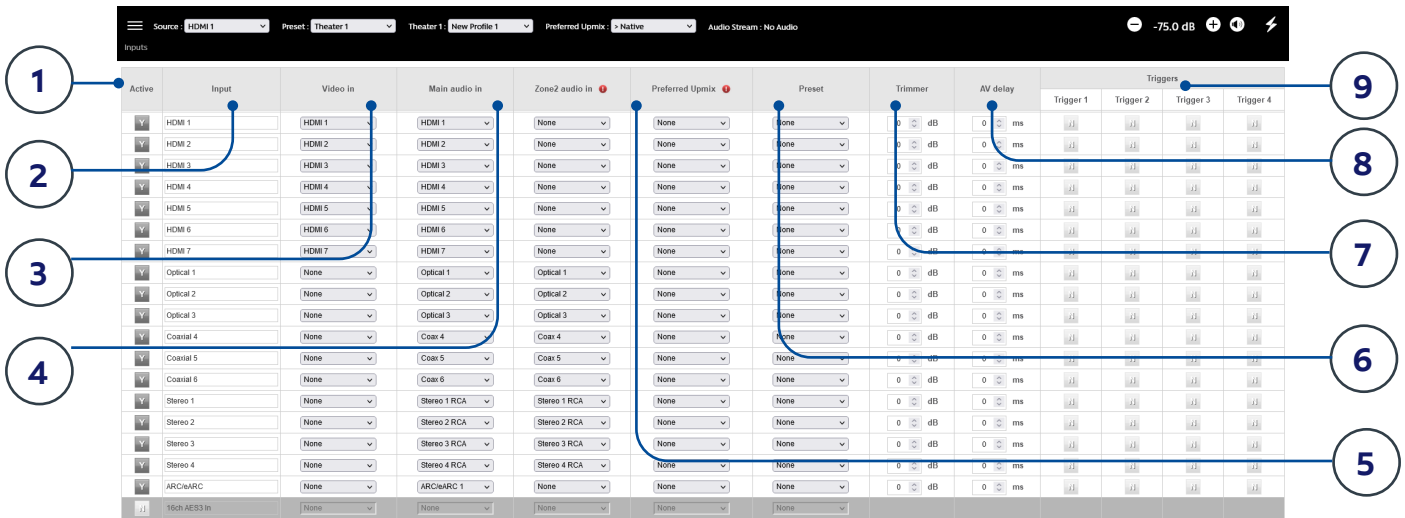 Source : HDMI 1 Preset : Theater 1 Theater 1 : New Profile 1 Preferred Upmix : > Native Audio Stream : No Audio -75.0 dB
Inputs
Active Input Video in Main audio in Zone2 audio in Preferred Upmix Preset Trimmer AV delay Triggers
Trigger 1 Trigger 2 Trigger 3 Trigger 4
Y HDMI 1 HDMI 1 HDMI 1 None None None 0 dB 0 ms N N N N
Y HDMI 2 HDMI 2 HDMI 2 None None None 0 dB 0 ms N N N N
Y HDMI 3 HDMI 3 HDMI 3 None None None 0 dB 0 ms N N N N
Y HDMI 4 HDMI 4 HDMI 4 None None None 0 dB 0 ms N N N N
Y HDMI 5 HDMI 5 HDMI 5 None None None 0 dB 0 ms N N N N
Y HDMI 6 HDMI 6 HDMI 6 None None None 0 dB 0 ms N N N N
Y HDMI 7 HDMI 7 HDMI 7 None None None 0 dB 0 ms N N N N
Y Optical 1 None Optical 1 Optical 1 None None 0 dB 0 ms N N N N
Y Optical 2 None Optical 2 Optical 2 None None 0 dB 0 ms N N N N
Y Optical 3 None Optical 3 Optical 3 None None 0 dB 0 ms N N N N
Y Coaxial 4 None Coax 4 Coax 4 None None 0 dB 0 ms N N N N
Y Coaxial 5 None Coax 5 Coax 5 None None 0 dB 0 ms N N N N
Y Coaxial 6 None Coax 6 Coax 6 None None 0 dB 0 ms N N N N
Y Stereo 1 None Stereo 1 RCA Stereo 1 RCA None None 0 dB 0 ms N N N N
Y Stereo 2 None Stereo 2 RCA Stereo 2 RCA None None 0 dB 0 ms N N N N
Y Stereo 3 None Stereo 3 RCA Stereo 3 RCA None None 0 dB 0 ms N N N N
Y Stereo 4 None Stereo 4 RCA Stereo 4 RCA None None 0 dB 0 ms N N N N
Y ARC/eARC None ARC/eARC 1 None None None 0 dB 0 ms N N N N
N 16ch AES3 In None None None None None
1
2
3
4
5
6
7
8
9